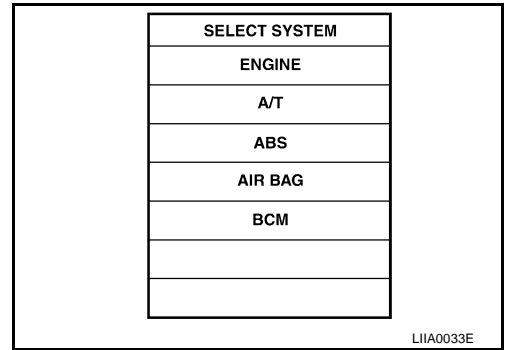 SELECT SYSTEM
ENGINE
A/T
ABS
AIR BAG
BCM
LIIA0033E